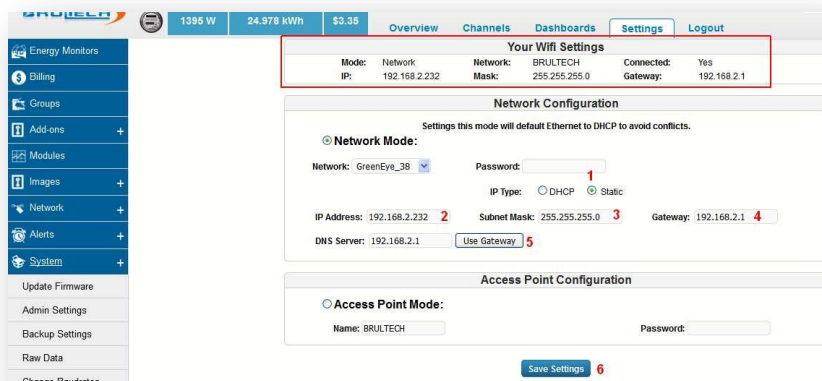 BRULTECH
1395 W 24.978 kWh $3.35 Overview Channels Dashboards Settings Logout
Energy Monitors
Billing
Groups
Add-ons +
Modules
Images +
Network +
Alerts +
System +
Update Firmware
Admin Settings
Backup Settings
Raw Data
Change Baudrates
Your Wifi Settings
Mode: Network Network: BRULTECH Connected: Yes
IP: 192.168.2.232 Mask: 255.255.255.0 Gateway: 192.168.2.1
Network Configuration
Settings this mode will default Ethernet to DHCP to avoid conflicts.
Network Mode:
Network: GreenEye_38 Password:
1
IP Type: DHCP Static
IP Address: 192.168.2.232 2 Subnet Mask: 255.255.255.0 3 Gateway: 192.168.2.1 4
DNS Server: 192.168.2.1 Use Gateway 5
Access Point Configuration
Access Point Mode:
Name: BRULTECH Password:
Save Settings 6